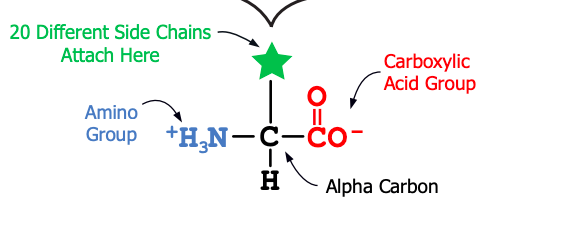 20 Different Side Chains
Attach Here
Carboxylic
Acid Group
O
Amino
Group
⁺H₃N C CO⁻
H
Alpha Carbon